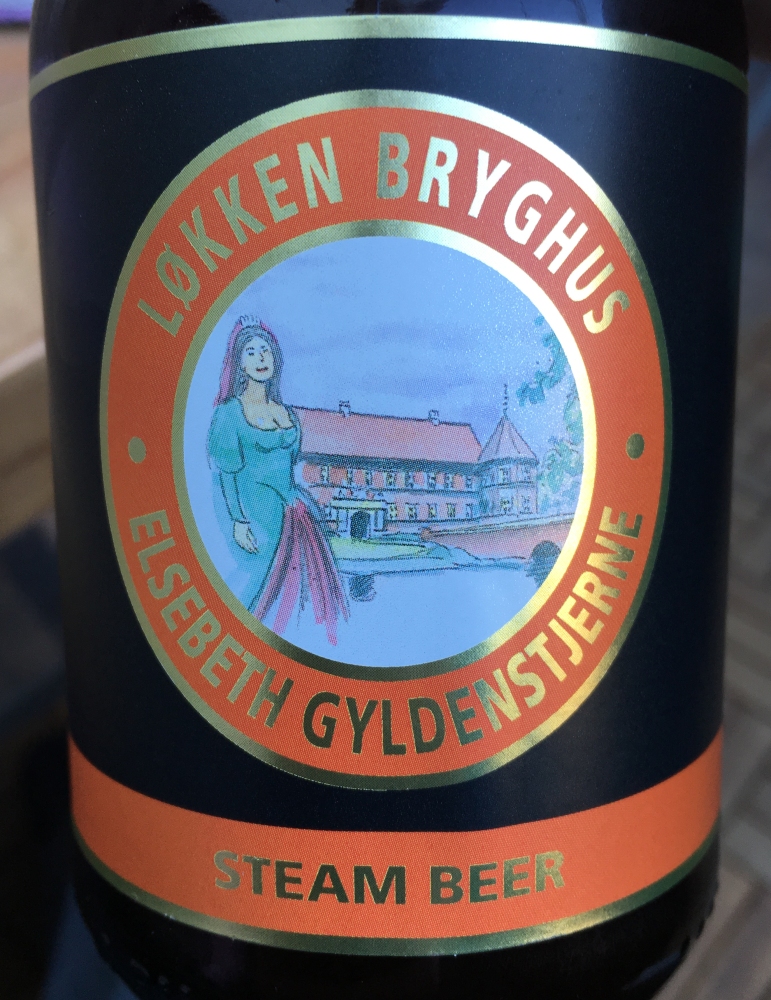 LØKKEN BRYGHUS
ELSEBETH GYLDENSTJERNE
STEAM BEER